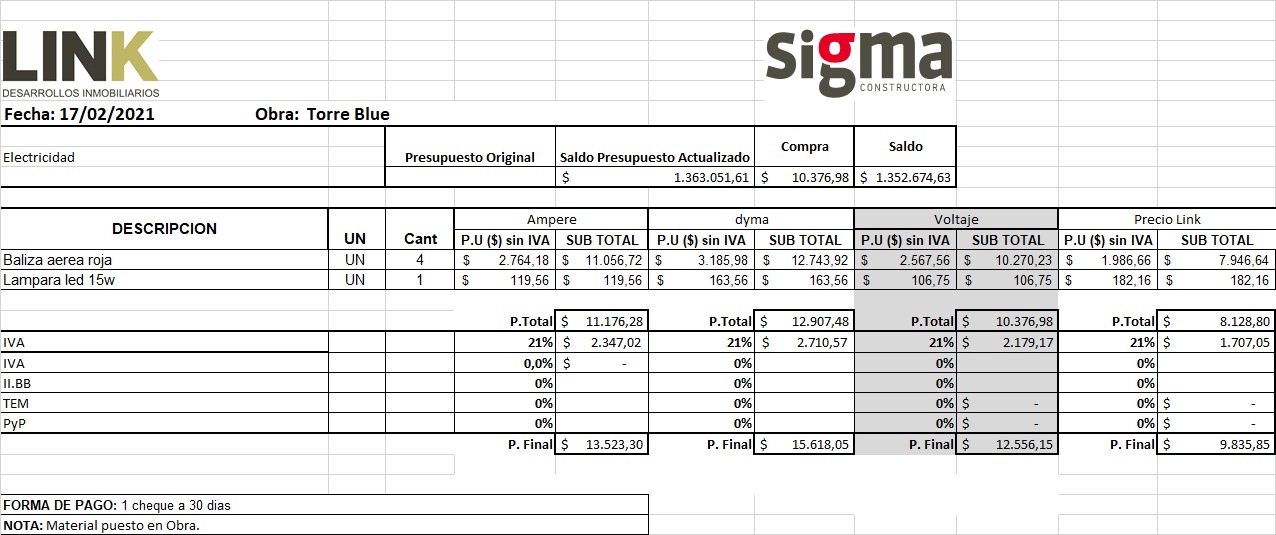 LINK
DESARROLLOS INMOBILIARIOS
sigma
CONSTRUCTORA
Fecha: 17/02/2021 Obra: Torre Blue
Electricidad Presupuesto Original Saldo Presupuesto Actualizado Compra Saldo
$ 1.363.051,61 $ 10.376,98 $ 1.352.674,63
DESCRIPCION UN Cant Ampere dyma Voltaje Precio Link
P.U ($) sin IVA SUB TOTAL P.U ($) sin IVA SUB TOTAL P.U ($) sin IVA SUB TOTAL P.U ($) sin IVA SUB TOTAL
Baliza aerea roja UN 4 $ 2.764,18 $ 11.056,72 $ 3.185,98 $ 12.743,92 $ 2.567,56 $ 10.270,23 $ 1.986,66 $ 7.946,64
Lampara led 15w UN 1 $ 119,56 $ 119,56 $ 163,56 $ 163,56 $ 106,75 $ 106,75 $ 182,16 $ 182,16
P.Total $ 11.176,28 P.Total $ 12.907,48 P.Total $ 10.376,98 P.Total $ 8.128,80
IVA 21% $ 2.347,02 21% $ 2.710,57 21% $ 2.179,17 21% $ 1.707,05
IVA 0,0% $ - 0% 0% 0%
II.BB 0% 0% 0% 0%
TEM 0% 0% 0% $ - 0% $ -
PyP 0% 0% 0% $ - 0% $ -
P. Final $ 13.523,30 P. Final $ 15.618,05 P. Final $ 12.556,15 P. Final $ 9.835,85
FORMA DE PAGO: 1 cheque a 30 dias
NOTA: Material puesto en Obra.